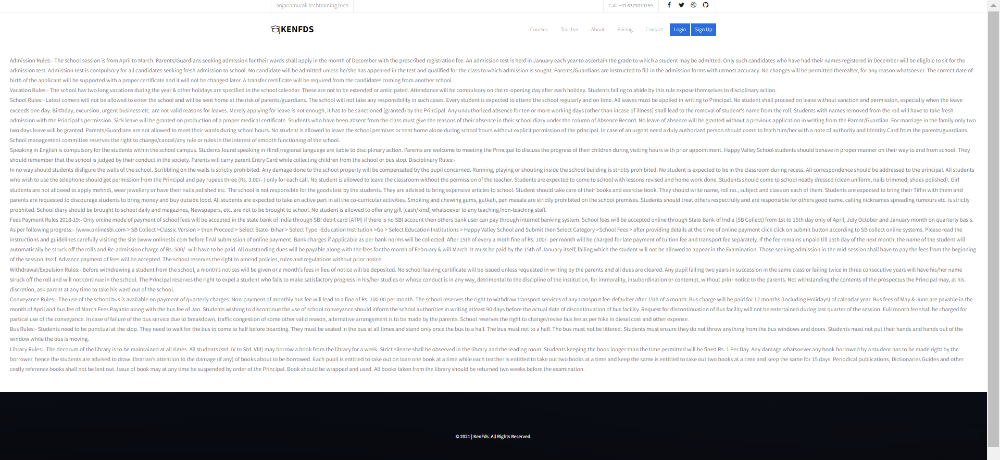 anjanamurali.techtraining.tech
Call: +91 6379079159
KENFDS
Courses Teacher About Pricing Contact Login Sign Up
Admission Rules:- The school session is from April to March. Parents/Guardians seeking admission for their wards shall apply in the month of December with the prescribed registration fee. An admission test is held in January each year to ascertain the grade to which a student may be admitted. Only such candidates who have had their names registered in December will be eligible to sit for the
admission test. Admission test is compulsory for all candidates seeking fresh admission to school. No candidate will be admitted unless he/she has appeared in the test and qualified for the class to which admission is sought. Parents/Guardians are instructed to fill-in the admission forms with utmost accuracy. No changes will be permitted thereafter, for any reason whatsoever. The correct date of
birth of the applicant will be supported with a proper certificate and it will not be changed later. A transfer certificate will be required from the candidates coming from another school.
Vacation Rules:- The school has two long vacations during the year & other holidays are specified in the school calendar. These are not to be extended or anticipated. Attendance will be compulsory on the re-opening day after each holiday. Students failing to abide by this rule expose themselves to disciplinary action.
School Rules:- Latest comers will not be allowed to enter the school and will be sent home at the risk of parents/guardians. The school will not take any responsibility in such cases. Every student is expected to attend the school regularly and on time. All leaves must be applied in writing to Principal. No student shall proceed on leave without sanction and permission, especially when the leave
exceeds one day. Birthday, excursion, urgent business etc. are not valid reasons for leaves. Merely applying for leave is not enough, it has to be sanctioned (granted) by the Principal. Any unauthorized absence for ten or more working days (other than incase of illness) shall lead to the removal of student's name from the roll. Students with names removed from the roll will have to take fresh
admission with the Principal's permission. Sick leave will be granted on production of a proper medical certificate. Students who have been absent from the class must give the reasons of their absence in their school diary under the column of Absence Record. No leave of absence will be granted without a previous application in writing from the Parent/Guardian. For marriage in the family only two
two days leave will be granted. Parents/Guardians are not allowed to meet their wards during school hours. No student is allowed to leave the school premises or sent home alone during school hours without explicit permission of the principal. In case of an urgent need a duly authorized person should come to fetch him/her with a note of authority and Identity Card from the parents/guardians.
School management committee reserves the right to change/cancel/any rule or rules in the interest of smooth functioning of the school.
Speaking in English is compulsory for the students within the school campus. Students found speaking in Hindi/regional language are liable to disciplinary action. Parents are welcome to meeting the Principal to discuss the progress of their children during visiting hours with prior appointment. Happy Valley School students should behave in proper manner on their way to and from school. They
should remember that the school is judged by their conduct in the society. Parents will carry parent Entry Card while collecting children from the school or bus stop. Disciplinary Rules:-
In no way should students disfigure the walls of the school. Scribbling on the walls is strictly prohibited. Any damage done to the school property will be compensated by the pupil concerned. Running, playing or shouting inside the school building is strictly prohibited. No student is expected to be in the classroom during recess. All correspondence should be addressed to the principal. All students
who wish to use the telephone should get permission from the Principal and pay rupees three (Rs. 3.00/- ) only for each call. No student is allowed to leave the classroom without the permission of the teacher. Students are expected to come to school with lessons revised and home work done. Students should come to school neatly dressed (clean uniform, nails trimmed, shoes polished). Girl
students are not allowed to apply mehndi, wear jewellery or have their nails polished etc. The school is not responsible for the goods lost by the students. They are advised to bring expensive articles to school. Student should take care of their books and exercise book. They should write name, roll no., subject and class on each of them. Students are expected to bring their Tiffin with them and
parents are requested to discourage students to bring money and buy outside food. All students are expected to take an active part in all the co-curricular activities. Smoking and chewing gums, gutkah, pan masala are strictly prohibited on the school premises. Students should treat others respectfully and are responsible for others good name. calling nicknames spreading rumours etc. is strictly
probhited. School diary should be brought to school daily and magazines, Newspapers, etc. are not to be brought to school. No student is allowed to offer any gift (cash/kind) whatsoever to any teaching/non-teaching staff.
Fees Payment Rules 2018-19:- Only online mode of payment of school fees will be accepted in the state bank of India through SBI debit card (ATM) if there is no SBI account then others bank user can pay through internet banking system. School fees will be accepted online through State Bank of India (SB Collect) from 1st to 15th day only of April, July October and January month on quarterly basis.
As per following progress:- (www.onlinesbi.com > SB Collect >Classic Version > then Proceed > Select State- Bihar > Select Type –Education Institution >Go > Select Education Institutions > Happy Valley School and Submit then Select Category >School Fees > after providing details at the time of online payment click click on submit button according to SB collect online systems. Please read the
instructions and guidelines carefully visiting the site (www.onlinesbi.com before final submission of online payment. Bank charges if applicable as per bank norms will be collected. After 15th of every a moth fine of Rs. 100/- per month will be charged for late payment of tuition fee and transport fee separately. If the fee remains unpaid till 15th day of the next month, the name of the student will
automatically be struck off the rolls and Re-admission charge of Rs. 500/- will have to be paid. All outstanding dues will be payable along with the fees for the month of February & will March. It must be paid by the 15th of January itself, failing which the student will not be allowed to appear in the Examination. Those seeking admission in the mid-session shall have to pay the fees from the beginning
of the session itself. Advance payment of fees will be accepted. The school reserves the right to amend policies, rules and regulations without prior notice.
Withdrawal/Expulsion Rules:- Before withdrawing a student from the school, a month's notices will be given or a month's fees in lieu of notice will be deposited. No school leaving certificate will be issued unless requested in writing by the parents and all dues are cleared. Any pupil failing two years in succession in the same class or failing twice in three consecutive years will have his/her name
struck off the roll and will not continue in the school. The Principal reserves the right to expel a student who fails to make satisfactory progress in his/her studies or whose conduct is in any way, detrimental to the discipline of the institution, for immorality, insubordination or contempt, without prior notice to the parents. Not withstanding the contents of the prospectus the Principal may, at his
discretion, ask parent at any time to take his ward out of the school.
Conveyance Rules:- The use of the school bus is available on payment of quarterly charges. Non-payment of monthly bus fee will lead to a fine of Rs. 100.00 per month. The school reserves the right to withdraw transport services of any transport fee-defaulter after 15th of a month. Bus charge will be paid for 12 months (Including Holidays) of calendar year. Bus fees of May & June are payable in the
month of April and bus fee of March Fees Payable along with the bus fee of Jan. Students wishing to discontinue the use of school conveyance should inform the school authorities in writing atleast 90 days before the actual date of discontinuation of bus facility. Request for discontinuation of Bus facility will not be entertained during last quarter of the session. Full month fee shall be charged for
partical use of the conveyance. In case of failure of the bus service due to breakdown, traffic congestion of some other valid reason, alternative arrangement is to be made by the parents. School reserves the right to change/revise bus fee as per hike in diesel cost and other expense.
Bus Rules:- Students need to be punctual at the stop. They need to wait for the bus to come to half before boarding. They must be seated in the bus at all times and stand only once the bus to a half. The bus must not to a half. The bus must not be littered. Students must ensure they do not throw anything from the bus windows and doors. Students must not put their hands and hands out of the
window while the bus is moving.
Library Rules:- The decorum of the library is to be maintained at all times. All students (std. IV to Std. VIII) may borrow a book from the library for a week. Strict silence shall be observed in the library and the reading room. Students keeping the book longer than the time permitted will be fined Rs. 1 Per Day. Any damage whatsoever any book borrowed by a student has to be made right by the
borrower, hence the students are advised to draw librarian's attention to the damage (if any) of books about to be borrowed. Each pupil is entitled to take out on loan one book at a time while each teacher is entitled to take out two books at a time and keep the same is entitled to take out two books at a time and keep the same for 15 days. Periodical publications, Dictionaries Guides and other
costly reference books shall not be lent out. Issue of book may at any time be suspended by order of the Principal. Book should be wrapped and used. All books taken from the library should be returned two weeks before the examination.
© 2021 | KenFds. All Rights Reserved.